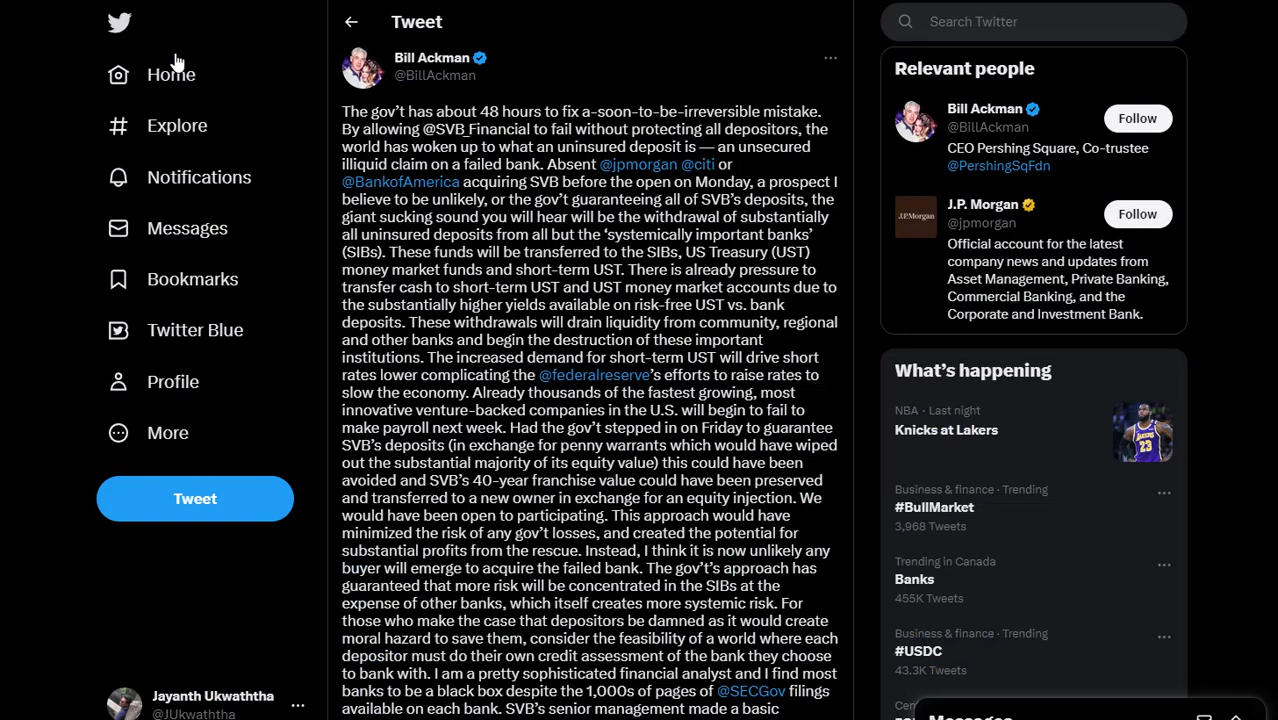 Home
Explore
Notifications
Messages
Bookmarks
Twitter Blue
Profile
More
Tweet
Jayanth Ukwaththa
@JUkwaththa
Tweet
Bill Ackman
@BillAckman
The gov’t has about 48 hours to fix a-soon-to-be-irreversible mistake.
By allowing @SVB_Financial to fail without protecting all depositors, the
world has woken up to what an uninsured deposit is — an unsecured
illiquid claim on a failed bank. Absent @jpmorgan @citi or
@BankofAmerica acquiring SVB before the open on Monday, a prospect I
believe to be unlikely, or the gov’t guaranteeing all of SVB’s deposits, the
giant sucking sound you will hear will be the withdrawal of substantially
all uninsured deposits from all but the ‘systemically important banks’
(SIBs). These funds will be transferred to the SIBs, US Treasury (UST)
money market funds and short-term UST. There is already pressure to
transfer cash to short-term UST and UST money market accounts due to
the substantially higher yields available on risk-free UST vs. bank
deposits. These withdrawals will drain liquidity from community, regional
and other banks and begin the destruction of these important
institutions. The increased demand for short-term UST will drive short
rates lower complicating the @federalreserve’s efforts to raise rates to
slow the economy. Already thousands of the fastest growing, most
innovative venture-backed companies in the U.S. will begin to fail to
make payroll next week. Had the gov’t stepped in on Friday to guarantee
SVB’s deposits (in exchange for penny warrants which would have wiped
out the substantial majority of its equity value) this could have been
avoided and SVB’s 40-year franchise value could have been preserved
and transferred to a new owner in exchange for an equity injection. We
would have been open to participating. This approach would have
minimized the risk of any gov’t losses, and created the potential for
substantial profits from the rescue. Instead, I think it is now unlikely any
buyer will emerge to acquire the failed bank. The gov’t’s approach has
guaranteed that more risk will be concentrated in the SIBs at the
expense of other banks, which itself creates more systemic risk. For
those who make the case that depositors be damned as it would create
moral hazard to save them, consider the feasibility of a world where each
depositor must do their own credit assessment of the bank they choose
to bank with. I am a pretty sophisticated financial analyst and I find most
banks to be a black box despite the 1,000s of pages of @SECGov filings
available on each bank. SVB’s senior management made a basic
Search Twitter
Relevant people
Bill Ackman
@BillAckman
Follow
CEO Pershing Square, Co-trustee
@PershingSqFdn
J.P. Morgan
@jpmorgan
Follow
J.P.Morgan
Official account for the latest
company news and updates from
Asset Management, Private Banking,
Commercial Banking, and the
Corporate and Investment Bank.
What’s happening
NBA · Last night
Knicks at Lakers
Business & finance · Trending
#BullMarket
3,968 Tweets
Trending in Canada
Banks
455K Tweets
Business & finance · Trending
#USDC
43.3K Tweets
Messages